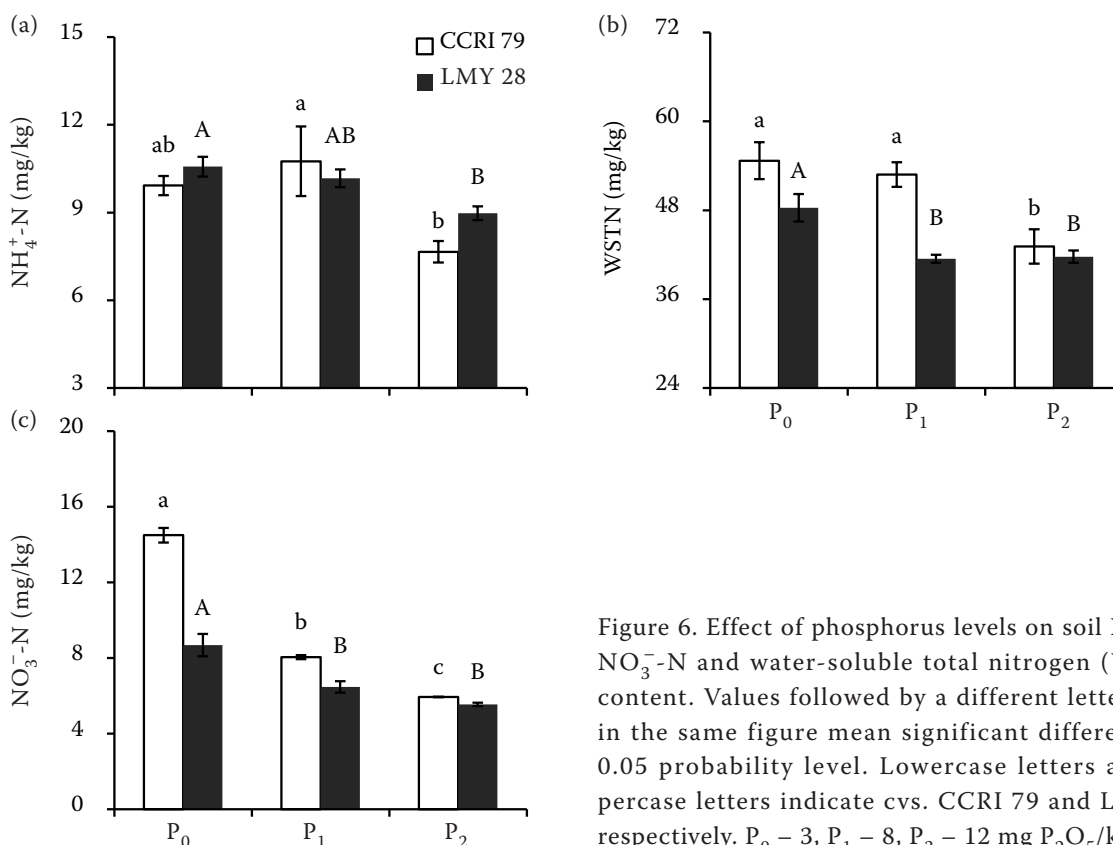 (a)
15
12
9
6
3
NH₄⁺-N (mg/kg)
CCRI 79
LMY 28
ab
A
a
AB
b
B
(b)
72
60
48
36
24
WSTN (mg/kg)
a
A
a
B
b
B
P₀ P₁ P₂
(c)
20
16
12
8
4
0
NO₃⁻-N (mg/kg)
a
A
b
B
c
B
P₀ P₁ P₂
Figure 6. Effect of phosphorus levels on soil
NO₃⁻-N and water-soluble total nitrogen
content. Values followed by a different
in the same figure mean significant
0.05 probability level. Lowercase letters
percase letters indicate cvs. CCRI 79 and
respectively. P₀ – 3, P₁ – 8, P₂ – 12 mg